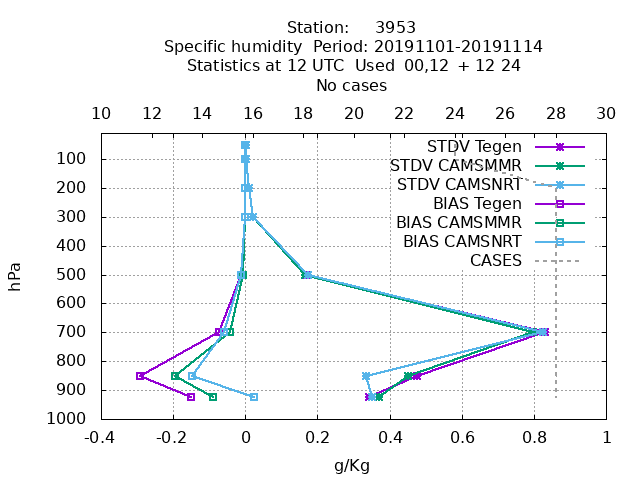 Station:     3953
Specific humidity  Period: 20191101-20191114
Statistics at 12 UTC  Used  00,12  + 12 24
No cases
10 12 14 16 18 20 22 24 26 28 30
STDV Tegen
STDV CAMSMMR
STDV CAMSNRT
BIAS Tegen
BIAS CAMSMMR
BIAS CAMSNRT
CASES
hPa
100
200
300
400
500
600
700
800
900
1000
-0.4 -0.2 0 0.2 0.4 0.6 0.8 1
g/Kg